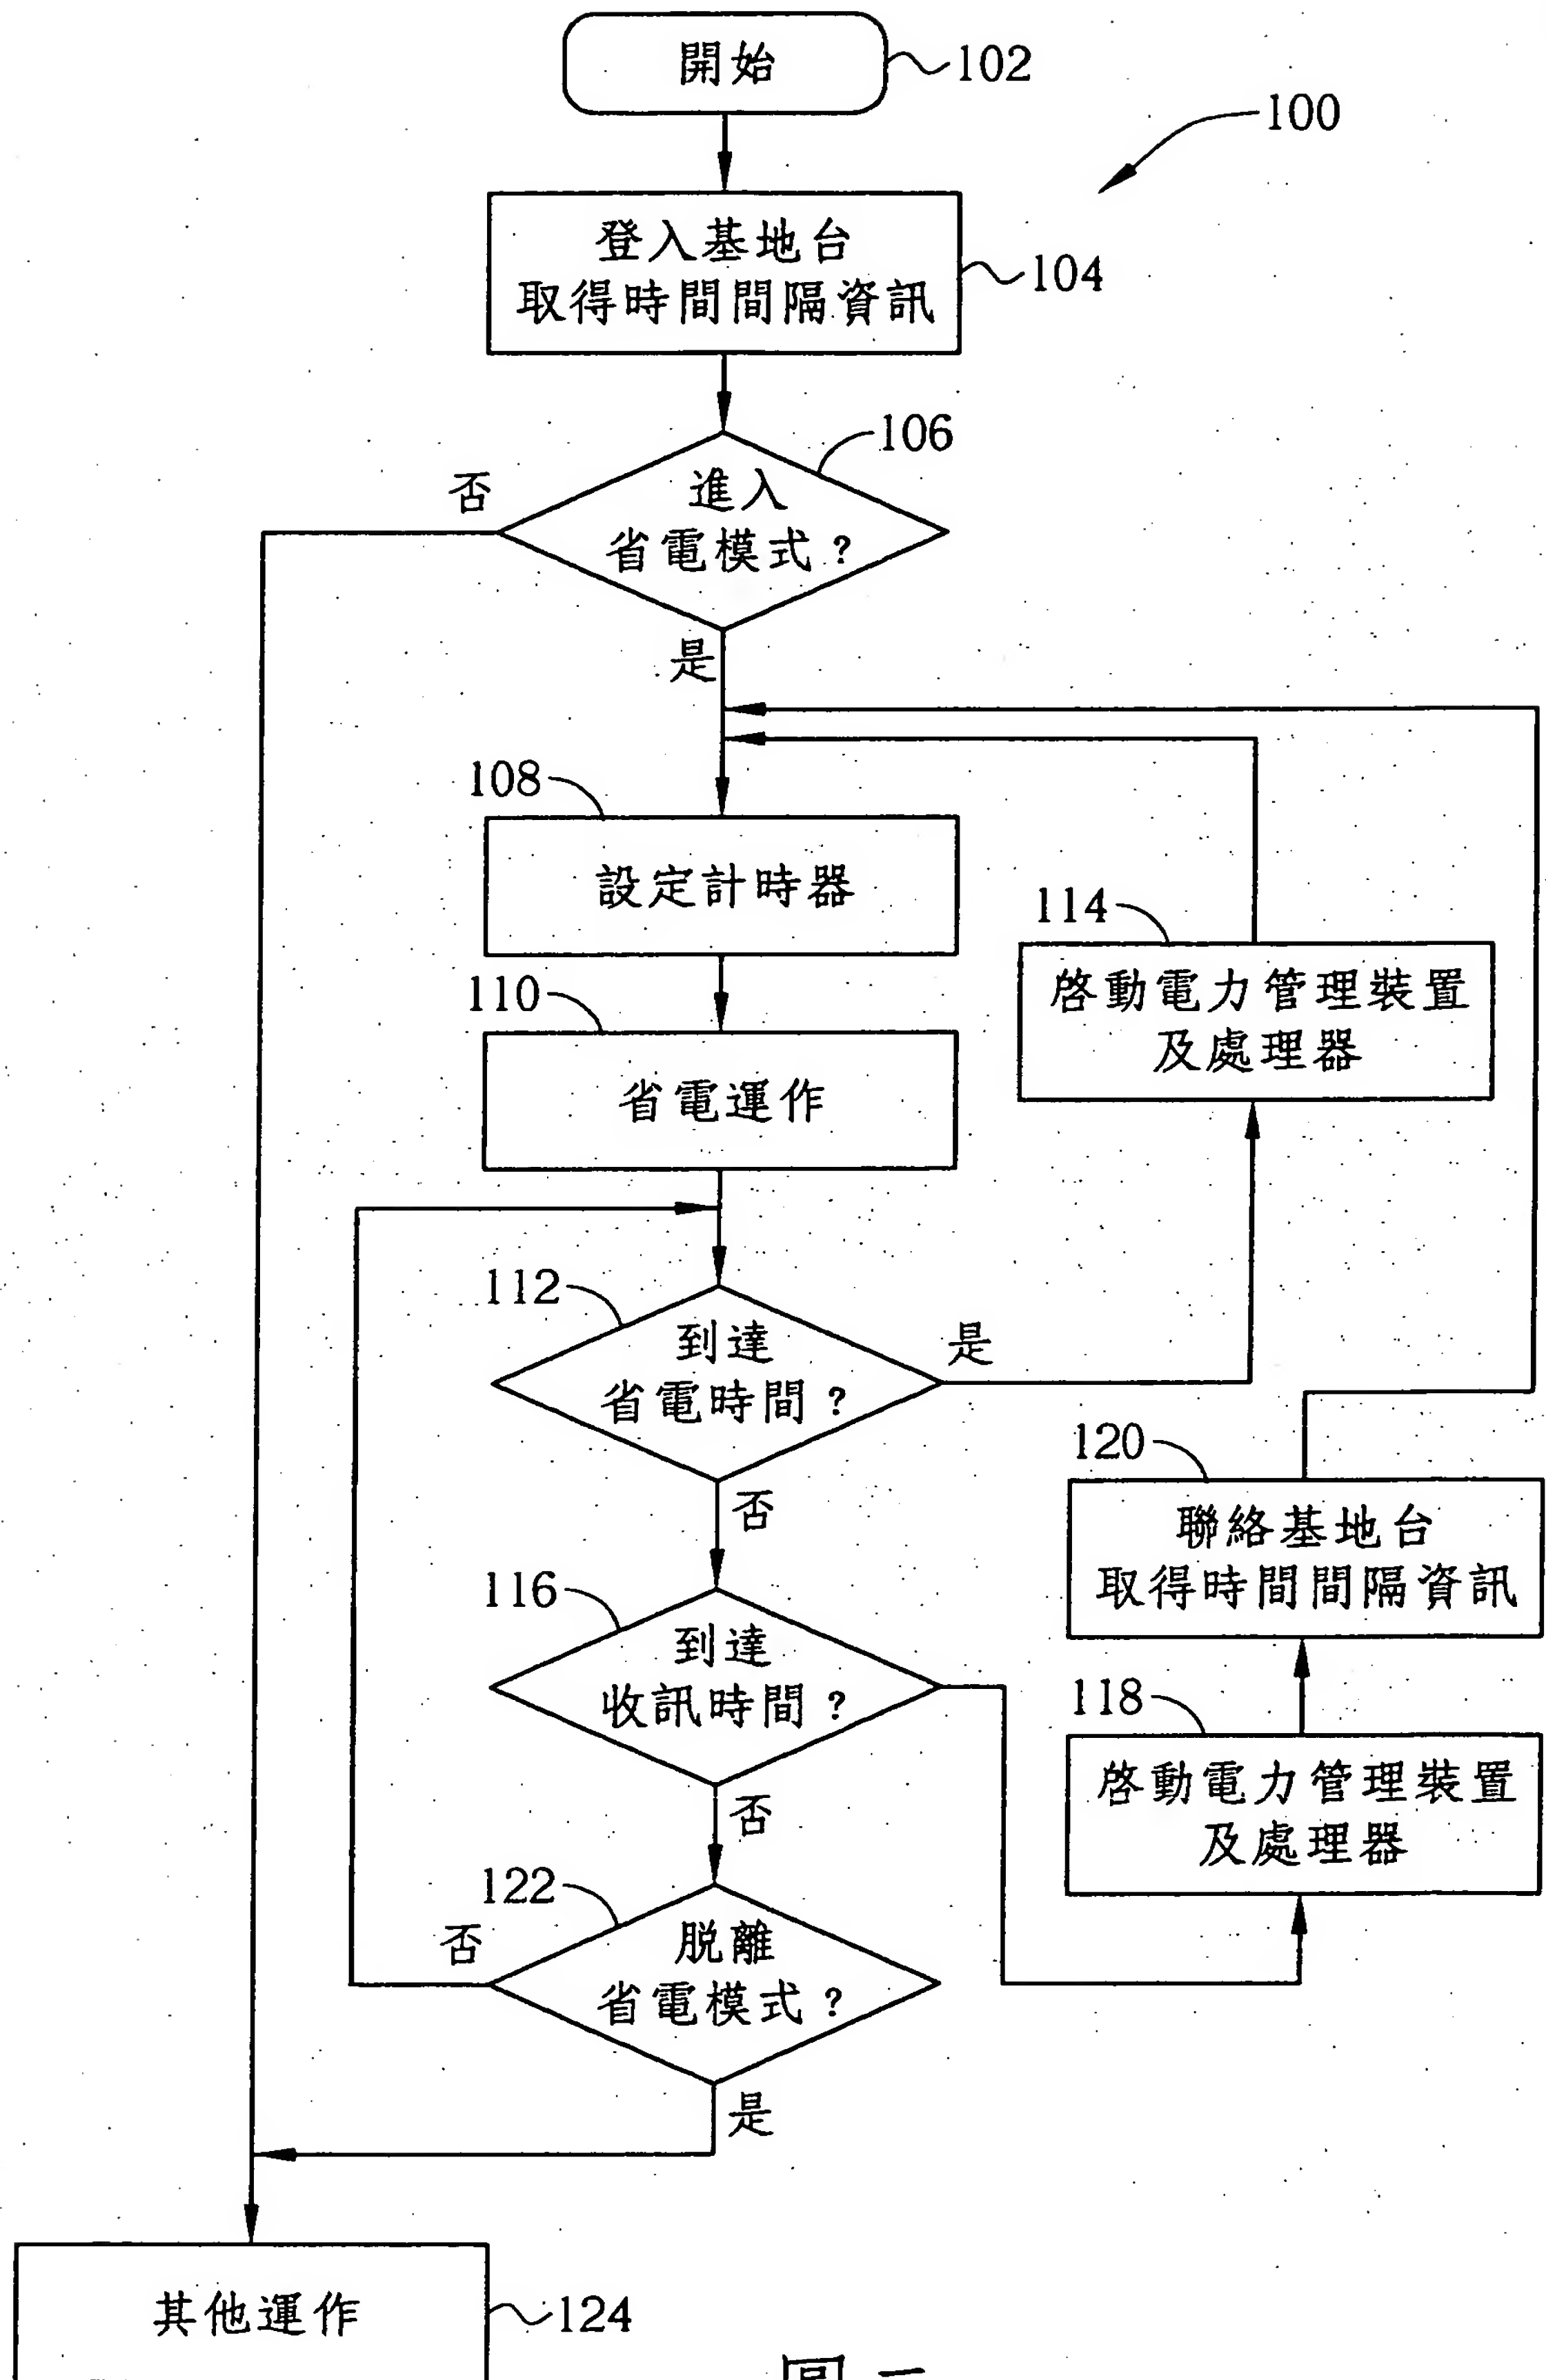 開始
102
100
登入基地台
取得時間間隔資訊
104
106
否
進入
省電模式?
是
108
設定計時器
114
啓動電力管理裝置
及處理器
110
省電運作
112
到達
省電時間?
是
否
120
聯絡基地台
取得時間間隔資訊
116
到達
收訊時間?
118
啓動電力管理裝置
及處理器
否
122
否
脫離
省電模式?
是
其他運作
124
圖